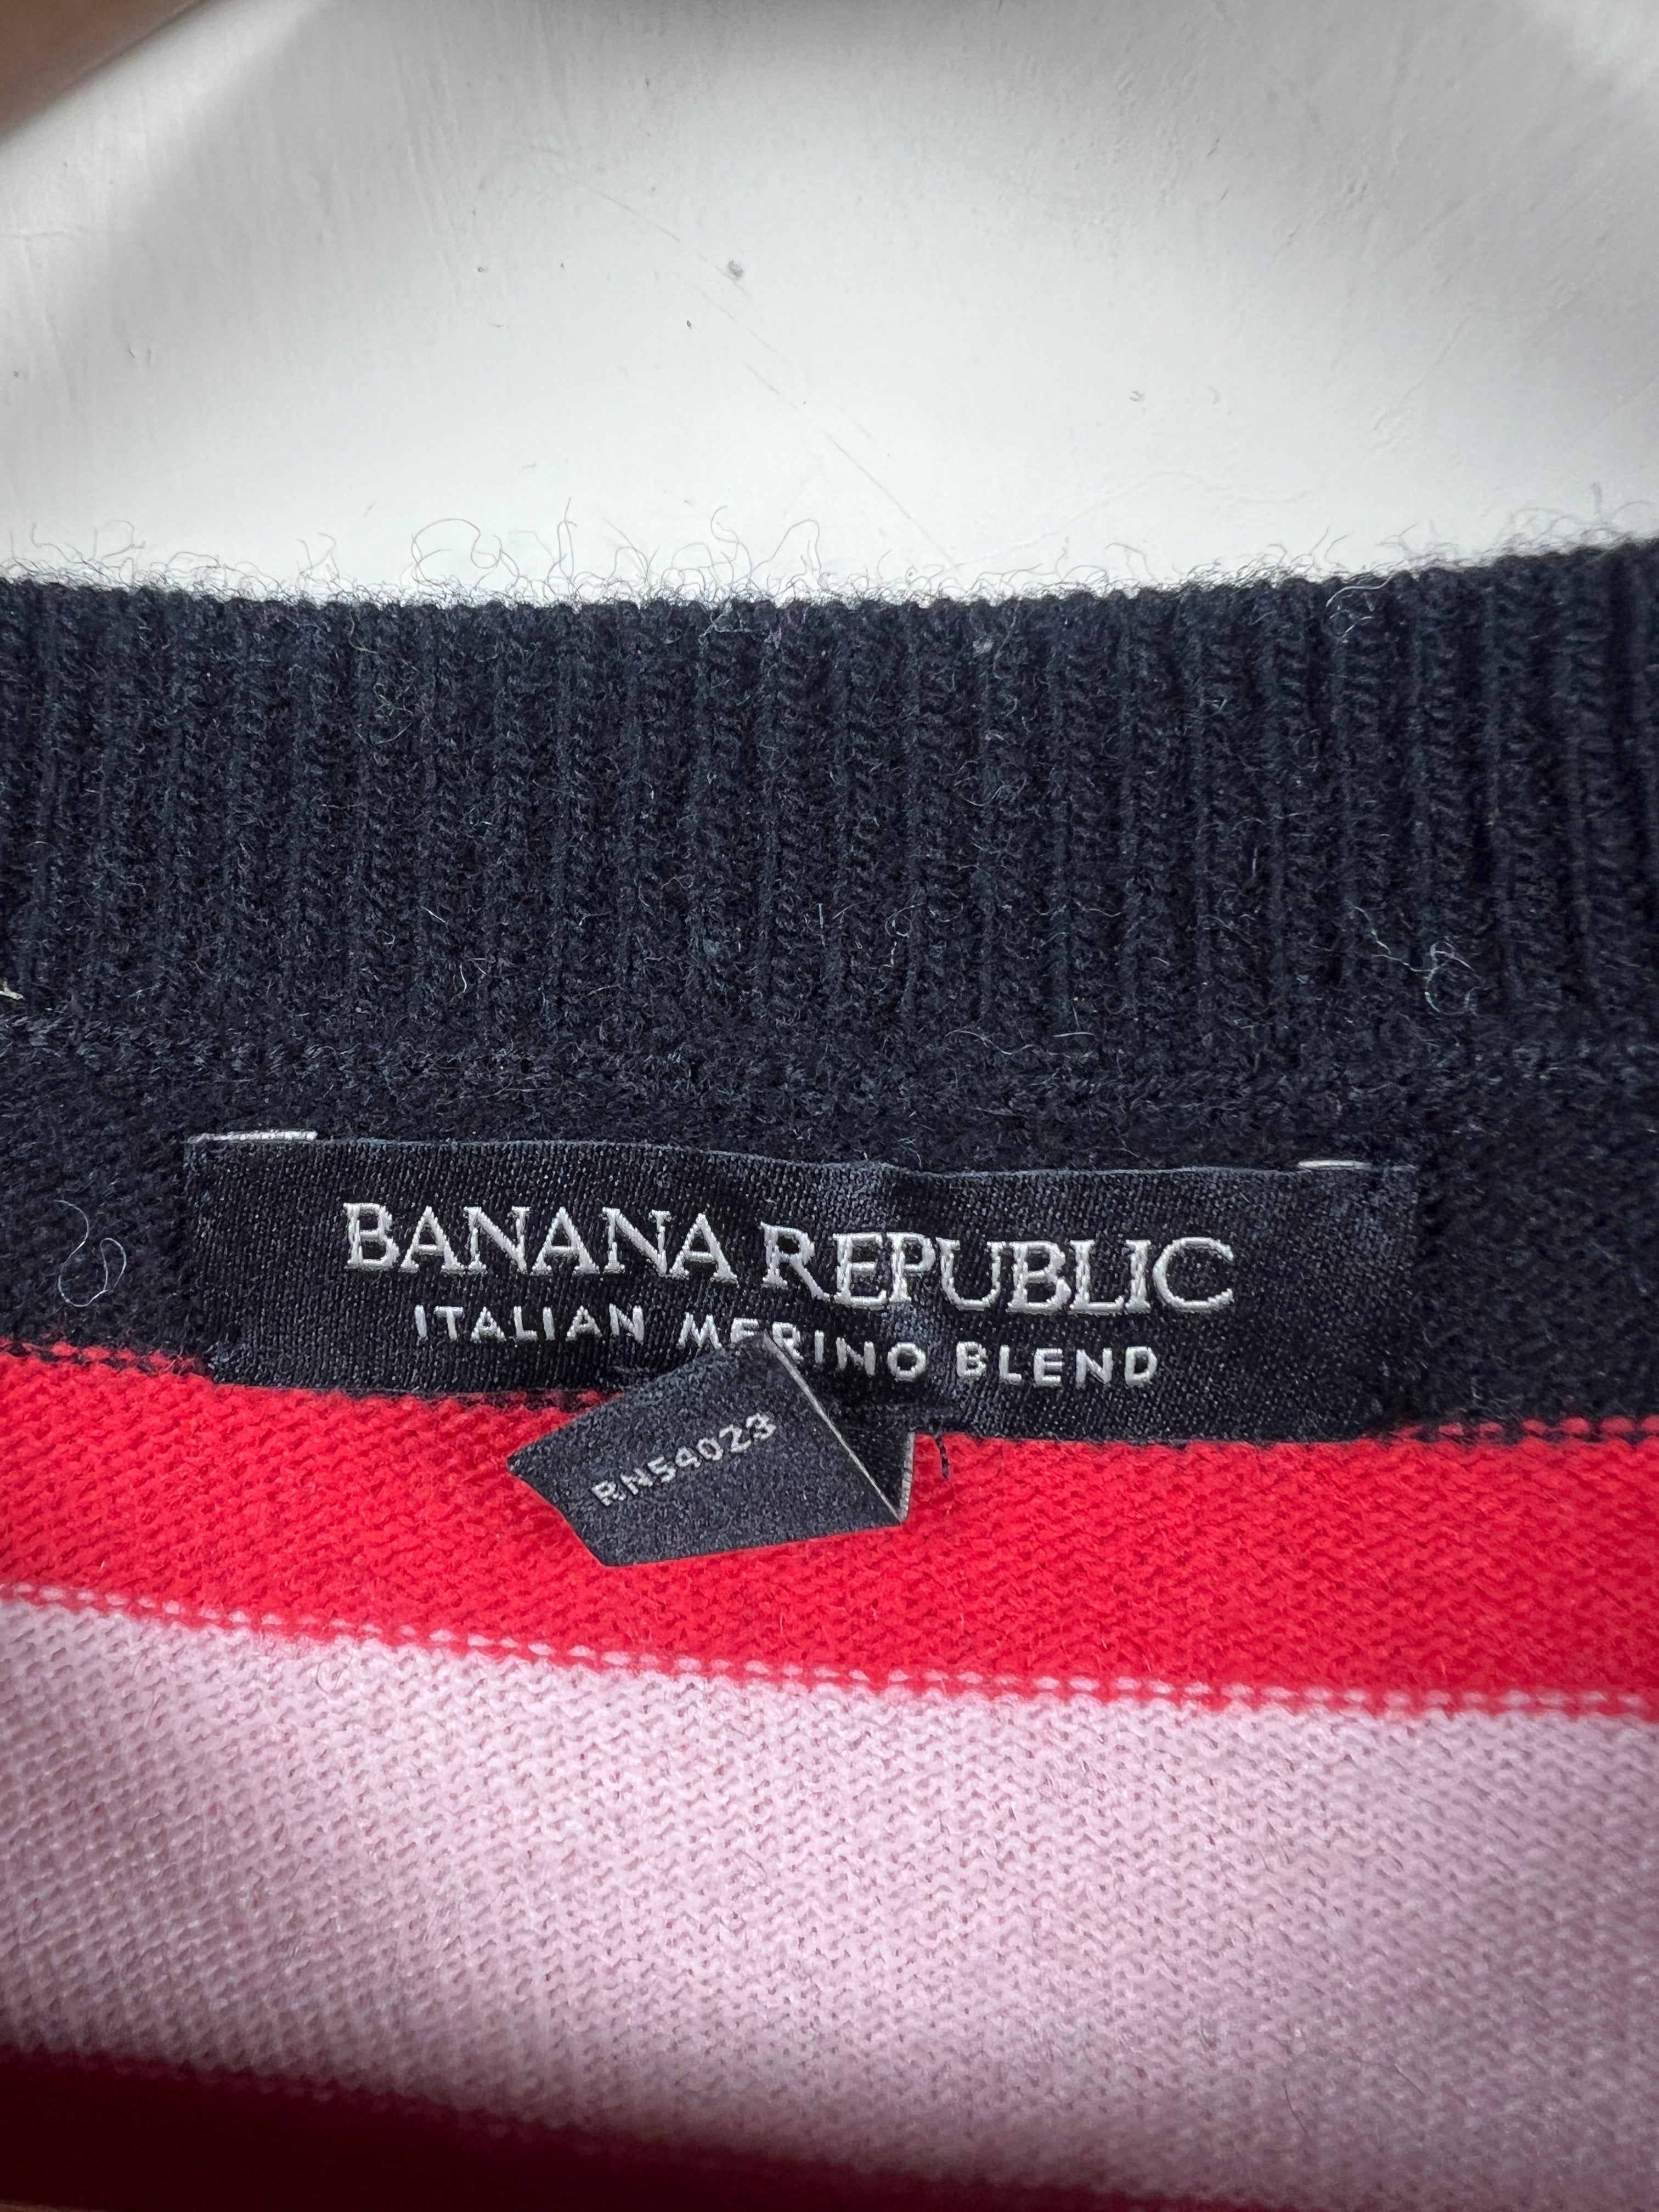 BANANA REPUBLIC
ITALIAN MERINO BLEND
RN54023